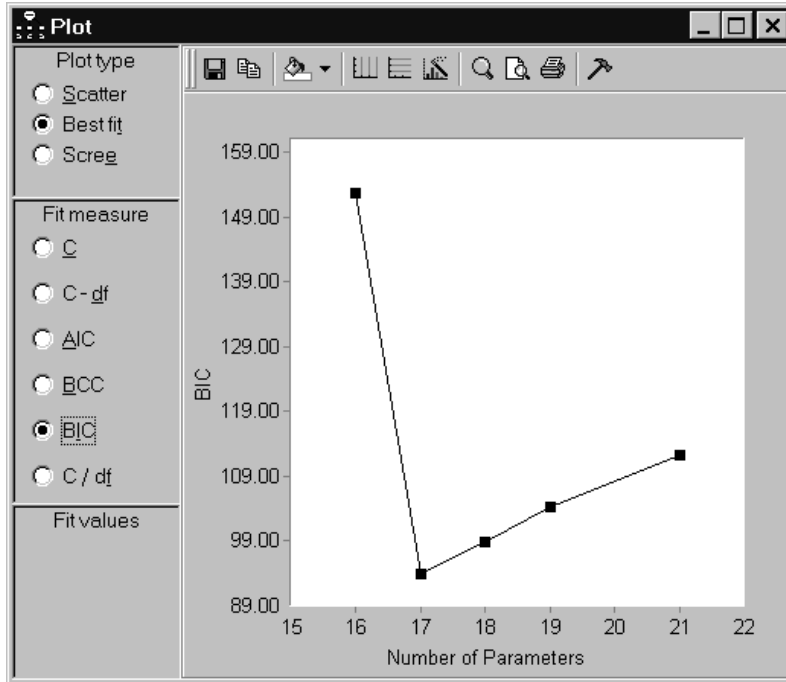 Plot
Plot type
Scatter
Best fit
Scree
Fit measure
C
C - df
AIC
BCC
BIC
C / df
Fit values
BIC
159.00
149.00
139.00
129.00
119.00
109.00
99.00
89.00
15 16 17 18 19 20 21 22
Number of Parameters